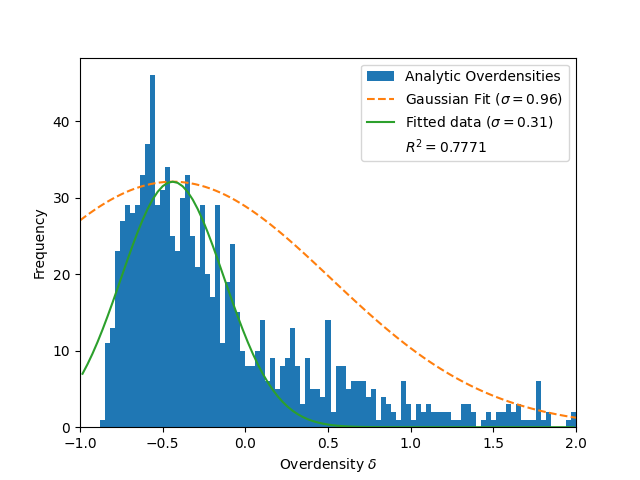 Analytic Overdensities
Gaussian Fit (σ = 0.96)
Fitted data (σ = 0.31)
R² = 0.7771
Frequency
40
30
20
10
0
−1.0 −0.5 0.0 0.5 1.0 1.5 2.0
Overdensity δ